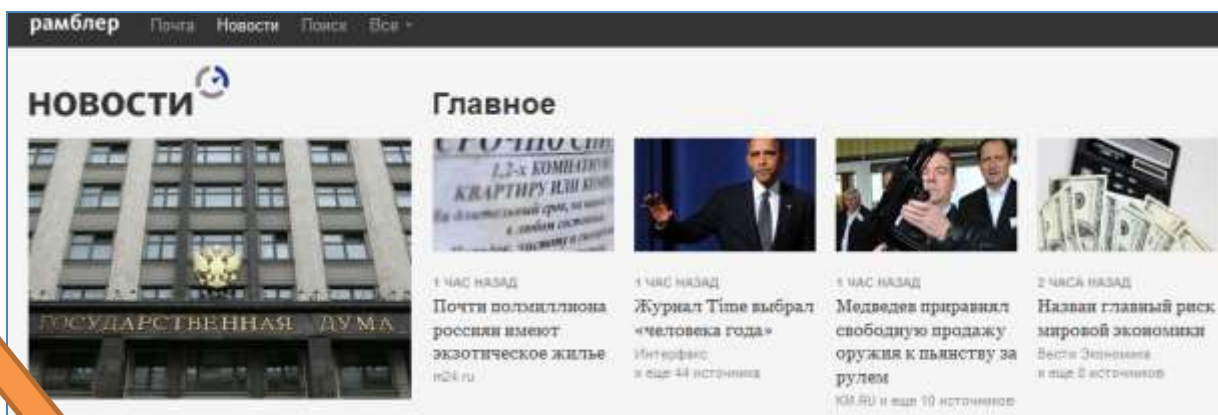 рамблер Почта Новости Поиск Все
НОВОСТИ
Главное
ГОСУДАРСТВЕННАЯ ДУМА
1,2-х КОМНАТНУЮ
КВАРТИРУ ИЛИ
1 ЧАС НАЗАД
Почти полмиллиона
россиян имеют
экзотическое жилье
m24.ru
1 ЧАС НАЗАД
Журнал Time выбрал
«человека года»
Интерфакс
и еще 44 источника
1 ЧАС НАЗАД
Медведев приравнял
свободную продажу
оружия к пьянству за
рулем
KM.RU и еще 10 источников
2 ЧАСА НАЗАД
Назван главный риск
мировой экономики
Вести Экономика
и еще 8 источников